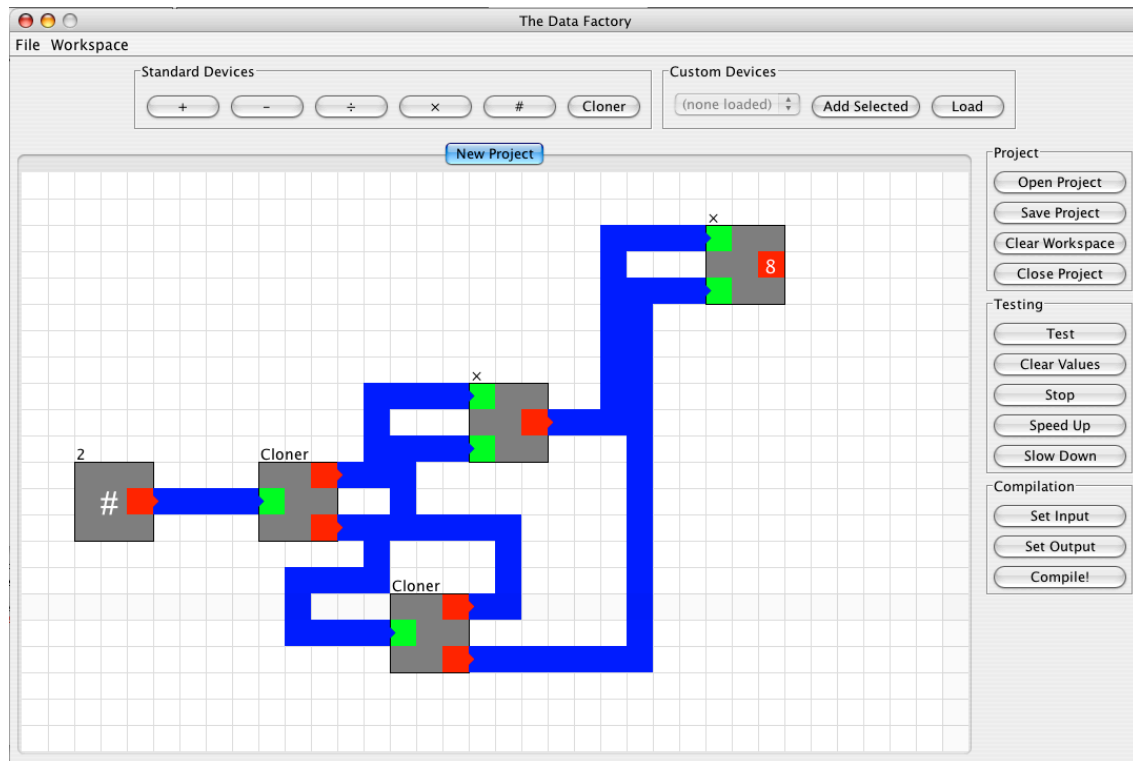 The Data Factory
File Workspace
Standard Devices
+ - ÷ × # Cloner
Custom Devices
(none loaded) Add Selected Load
New Project
Project
Open Project
Save Project
Clear Workspace
Close Project
Testing
Test
Clear Values
Stop
Speed Up
Slow Down
Compilation
Set Input
Set Output
Compile!
×
8
×
2
#
Cloner
Cloner